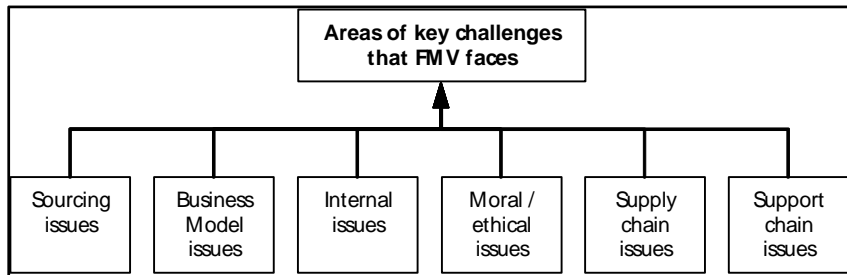 Areas of key challenges
that FMV faces
Sourcing
issues
Business
Model
issues
Internal
issues
Moral /
ethical
issues
Supply
chain
issues
Support
chain
issues